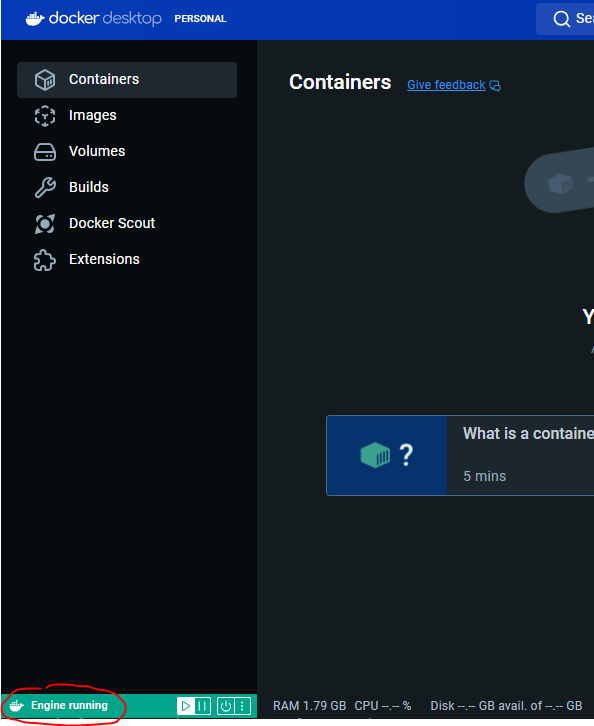 docker desktop PERSONAL
Sea
Containers
Images
Volumes
Builds
Docker Scout
Extensions
Containers Give feedback
Y
What is a containe
?
5 mins
Engine running
RAM 1.79 GB CPU --.-- % Disk --.-- GB avail. of --.-- GB